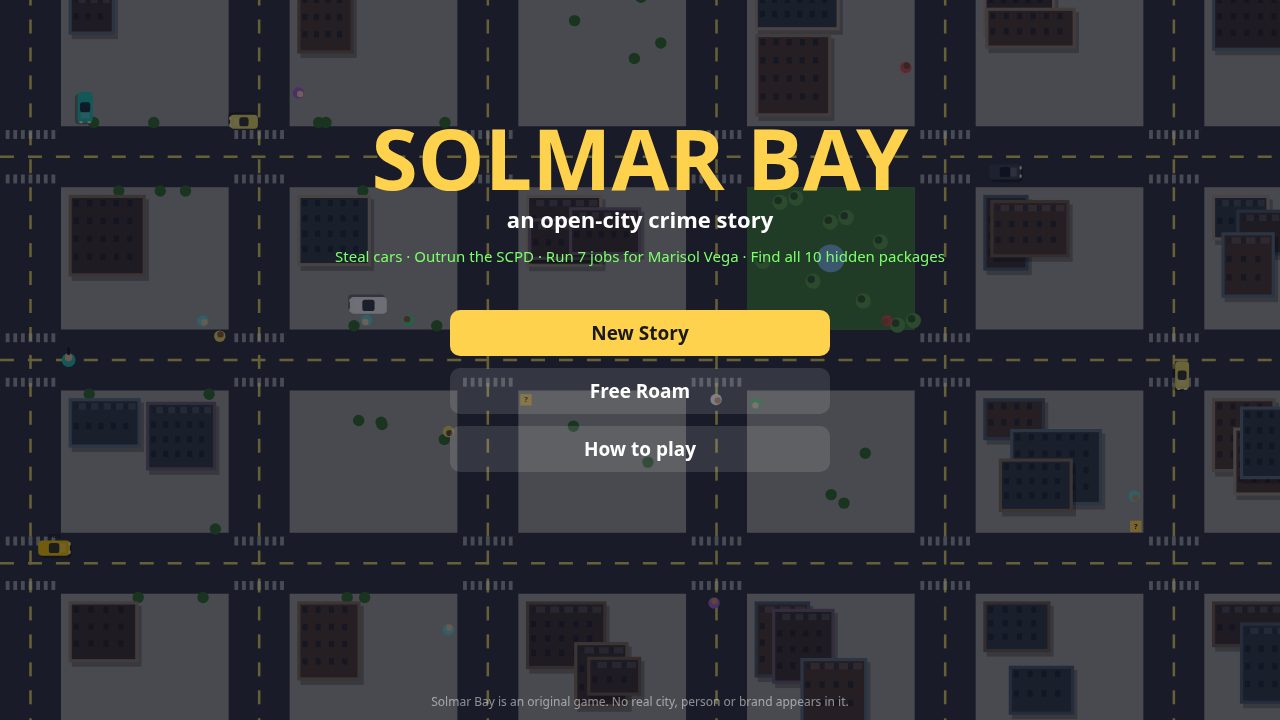 SOLMAR BAY
an open-city crime story
Steal cars · Outrun the SCPD · Run 7 jobs for Marisol Vega · Find all 10 hidden packages
New Story
Free Roam
?
How to play
?
Solmar Bay is an original game. No real city, person or brand appears in it.